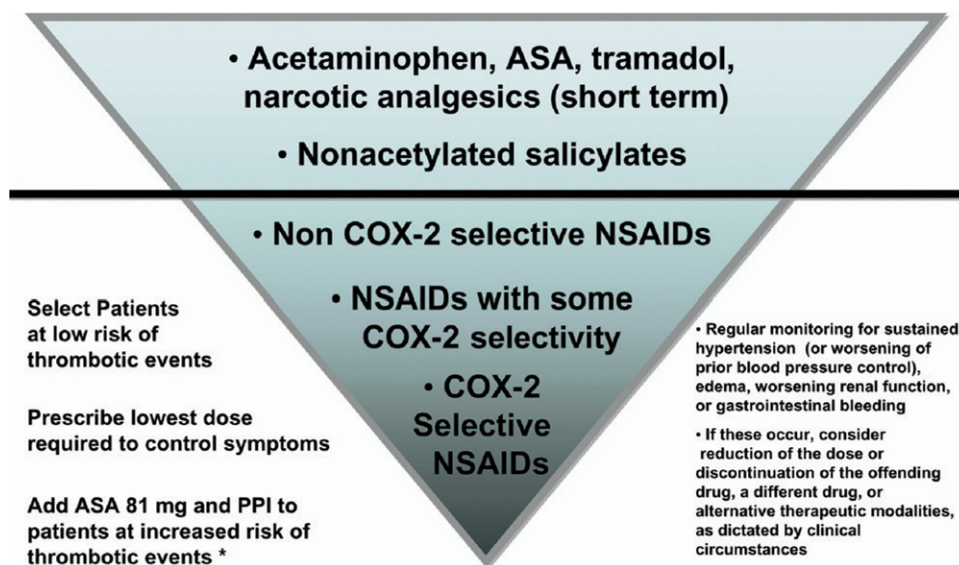 • Acetaminophen, ASA, tramadol,
narcotic analgesics (short term)
• Nonacetylated salicylates
• Non COX-2 selective NSAIDs
• NSAIDs with some
COX-2 selectivity
• COX-2
Selective
NSAIDs
Select Patients
at low risk of
thrombotic events
Prescribe lowest dose
required to control symptoms
Add ASA 81 mg and PPI to
patients at increased risk of
thrombotic events *
• Regular monitoring for sustained
hypertension (or worsening of
prior blood pressure control),
edema, worsening renal function,
or gastrointestinal bleeding
• If these occur, consider
reduction of the dose or
discontinuation of the offending
drug, a different drug, or
alternative therapeutic modalities,
as dictated by clinical
circumstances